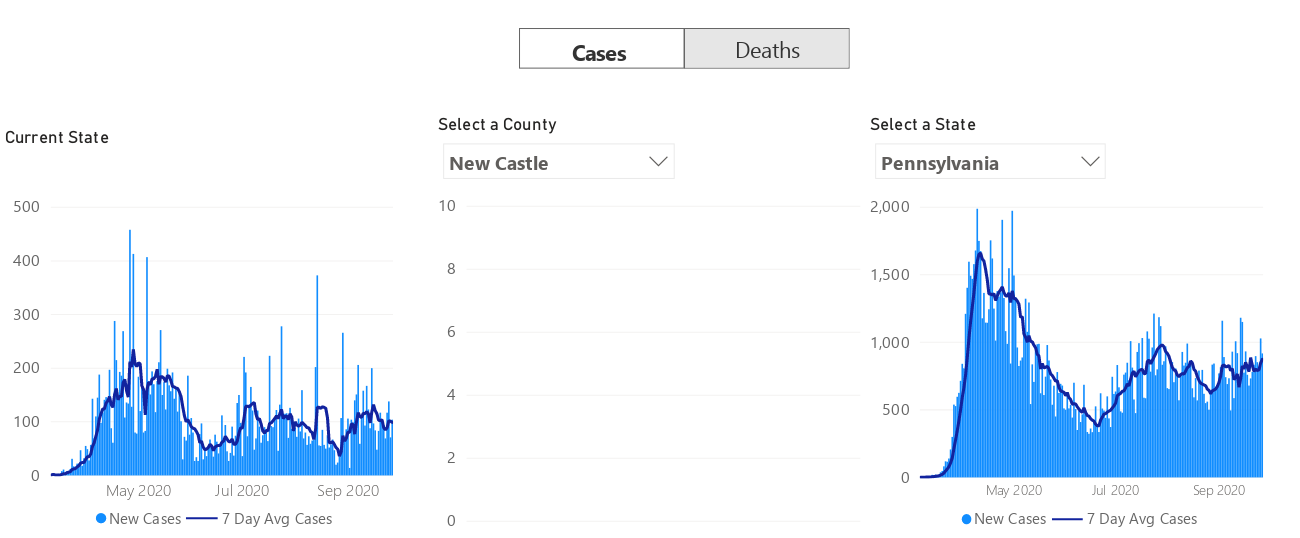 Cases Deaths
Current State
Select a County
Select a State
New Castle
Pennsylvania
500
400
300
200
100
0
May 2020 Jul 2020 Sep 2020
New Cases 7 Day Avg Cases
10
8
6
4
2
0
2,000
1,500
1,000
500
0
May 2020 Jul 2020 Sep 2020
New Cases 7 Day Avg Cases